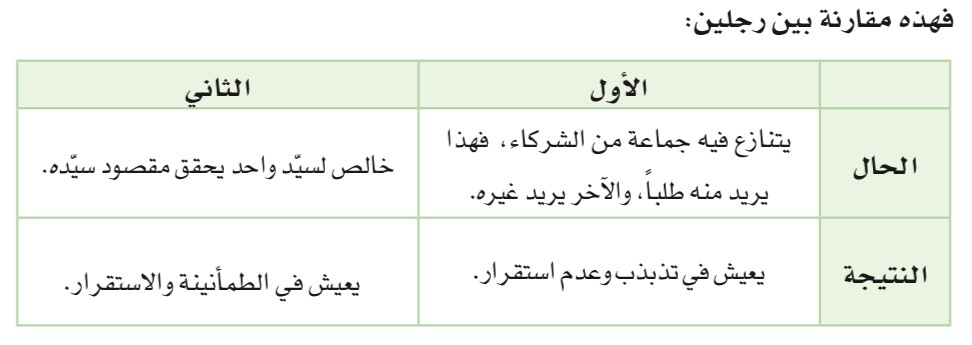 فهذه مقارنة بين رجلين:
الأول
الثاني
الحال
يتنازع فيه جماعة من الشركاء، فهذا
يريد منه طلباً، والآخر يريد غيره.
خالص لسيّد واحد يحقق مقصود سيّده.
النتيجة
يعيش في تذبذب وعدم استقرار.
يعيش في الطمأنينة والاستقرار.